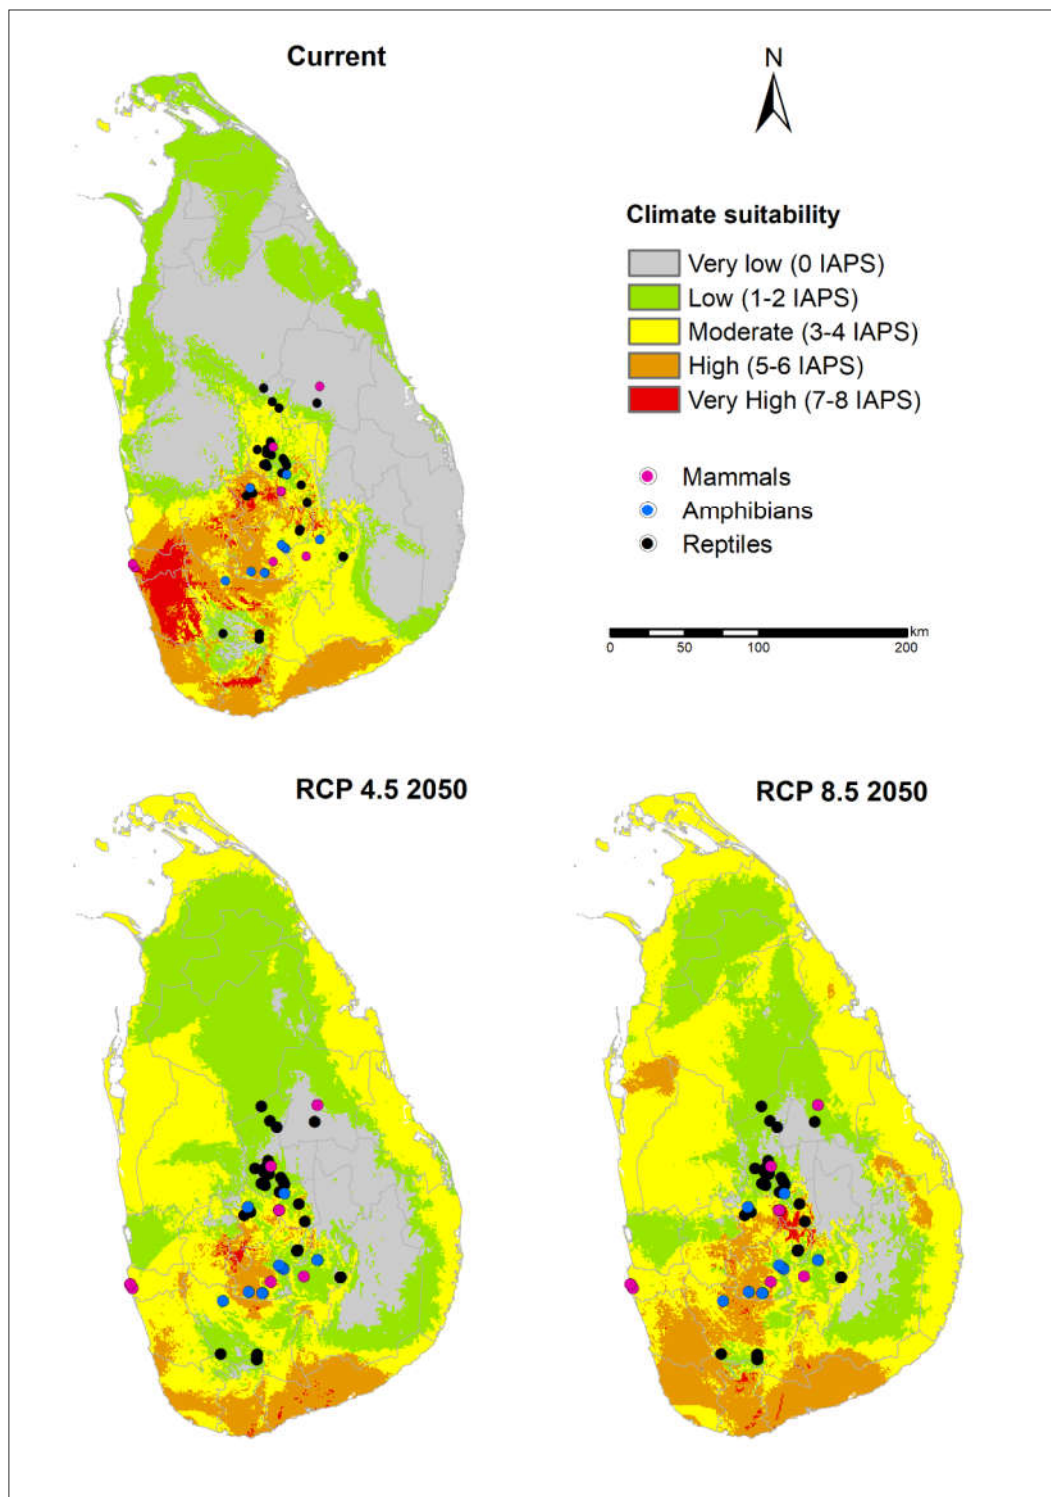 Current
N
Climate suitability
Very low (0 IAPS)
Low (1-2 IAPS)
Moderate (3-4 IAPS)
High (5-6 IAPS)
Very High (7-8 IAPS)
Mammals
Amphibians
Reptiles
km
0 50 100 200
RCP 4.5 2050
RCP 8.5 2050